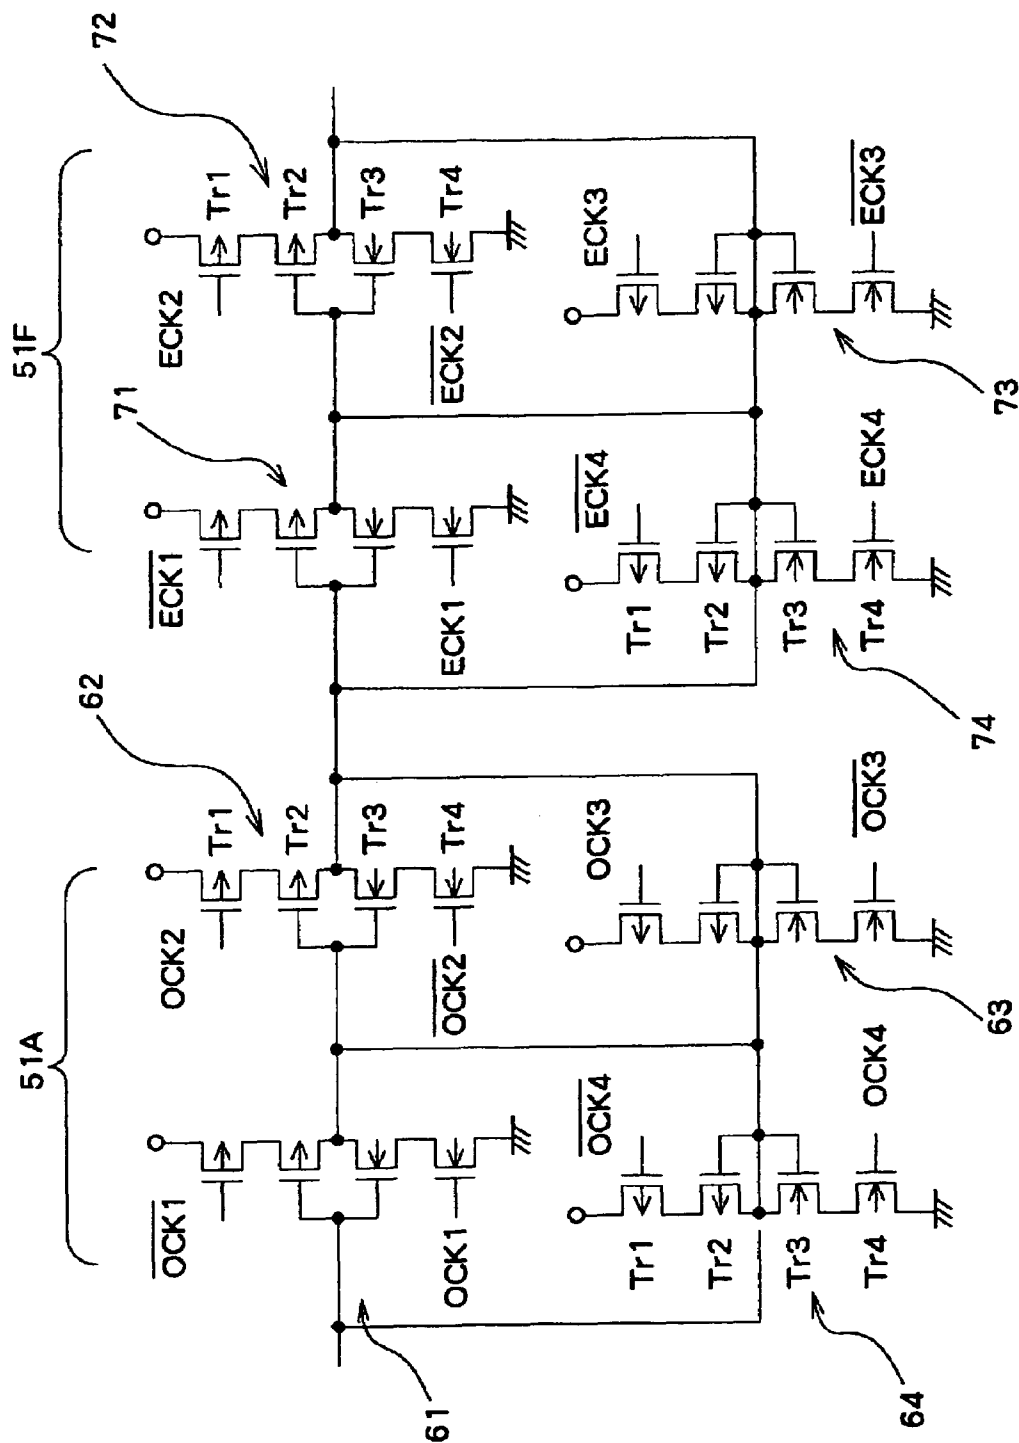 51A
51F
OCK1
61
OCK1
OCK2
Tr1
62
Tr2
Tr3
OCK2
Tr4
ECK1
71
ECK1
ECK2
Tr1
72
Tr2
Tr3
ECK2
Tr4
OCK4
Tr1
Tr2
Tr3
Tr4
OCK4
64
OCK3
OCK3
63
ECK4
Tr1
Tr2
Tr3
Tr4
ECK4
74
ECK3
ECK3
73